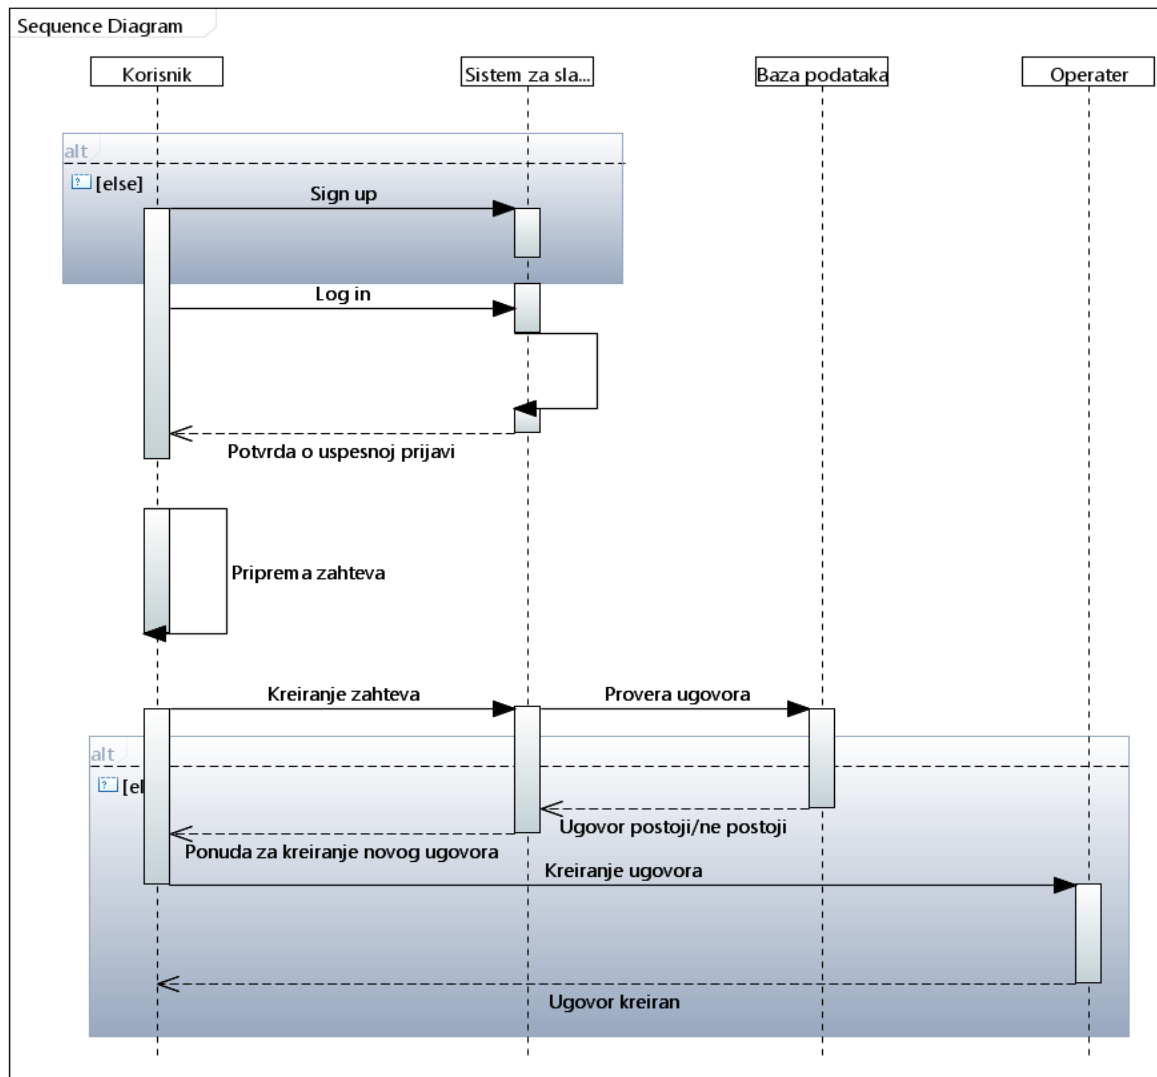 Sequence Diagram
Korisnik
Sistem za sla...
Baza podataka
Operater
alt
[else]
Sign up
Log in
Potvrda o uspesnoj prijavi
Priprema zahteva
Kreiranje zahteva
Provera ugovora
alt
[el
Ugovor postoji/ne postoji
Ponuda za kreiranje novog ugovora
Kreiranje ugovora
Ugovor kreiran